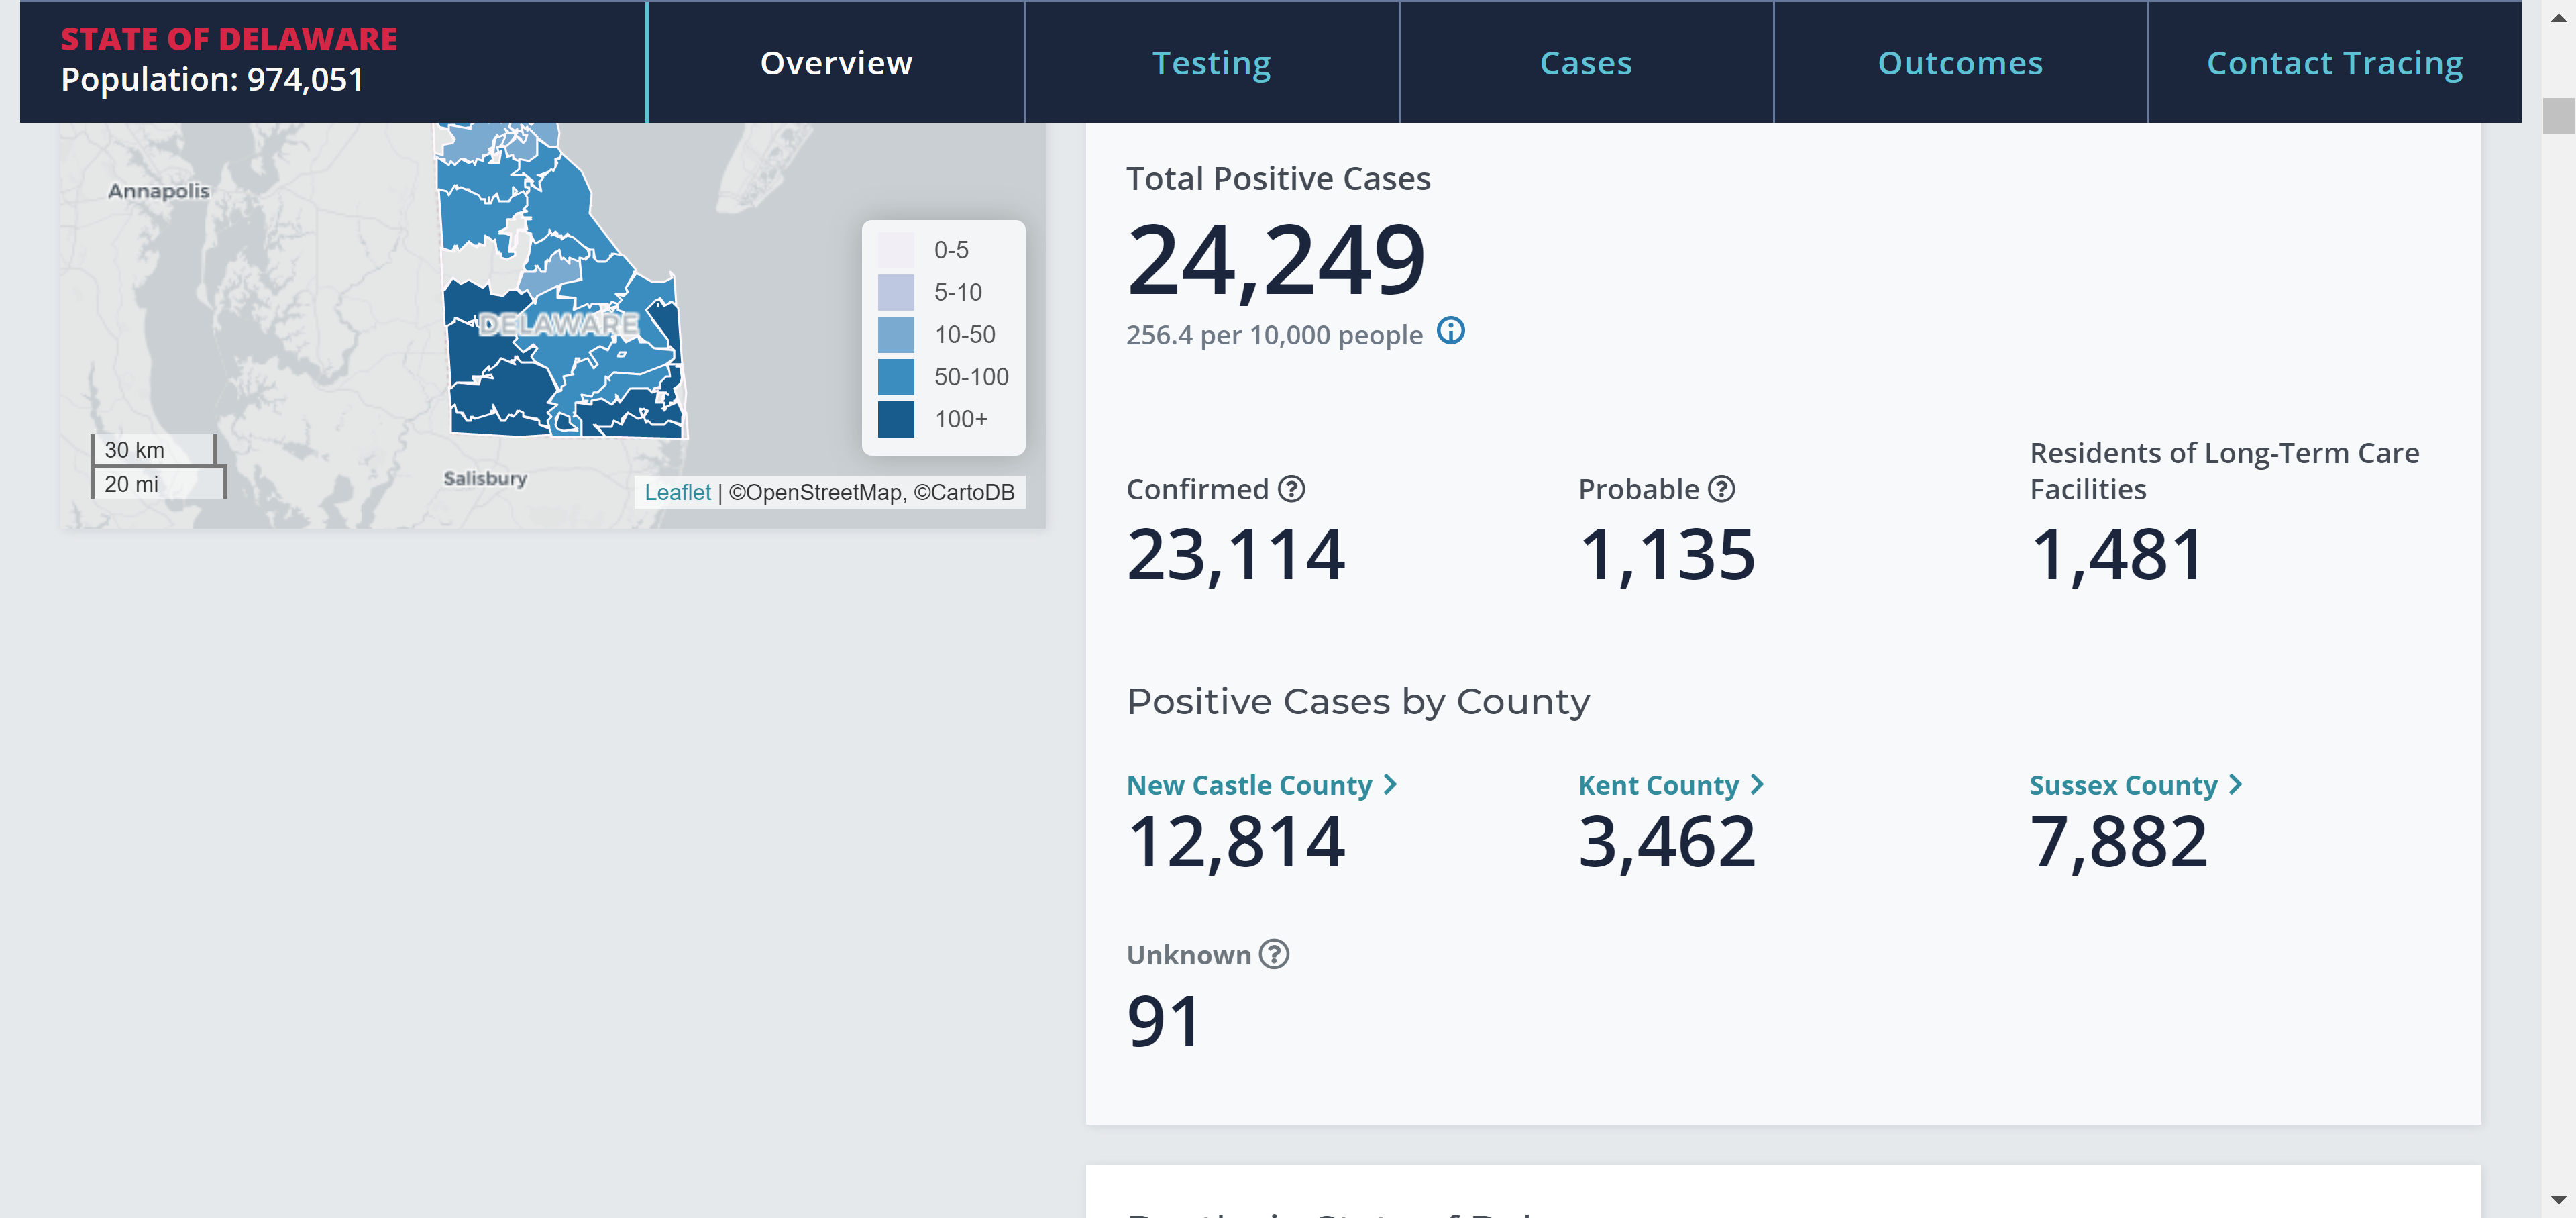 STATE OF DELAWARE
Population: 974,051
Overview
Testing
Cases
Outcomes
Contact Tracing
Annapolis
DELAWARE
Salisbury
0-5
5-10
10-50
50-100
100+
30 km
20 mi
Leaflet | ©OpenStreetMap, ©CartoDB
Total Positive Cases
24,249
256.4 per 10,000 people
Confirmed
23,114
Probable
1,135
Residents of Long-Term Care
Facilities
1,481
Positive Cases by County
New Castle County
12,814
Kent County
3,462
Sussex County
7,882
Unknown
91